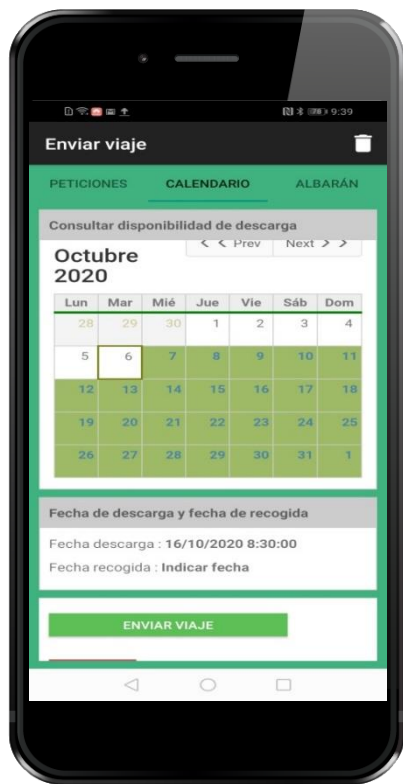 9:39
Enviar viaje
PETICIONES CALENDARIO ALBARÁN
Consultar disponibilidad de descarga
Octubre 2020
Prev Next
Lun Mar Mié Jue Vie Sáb Dom
28 29 30 1 2 3 4
5 6 7 8 9 10 11
12 13 14 15 16 17 18
19 20 21 22 23 24 25
26 27 28 29 30 31 1
Fecha de descarga y fecha de recogida
Fecha descarga : 16/10/2020 8:30:00
Fecha recogida : Indicar fecha
ENVIAR VIAJE